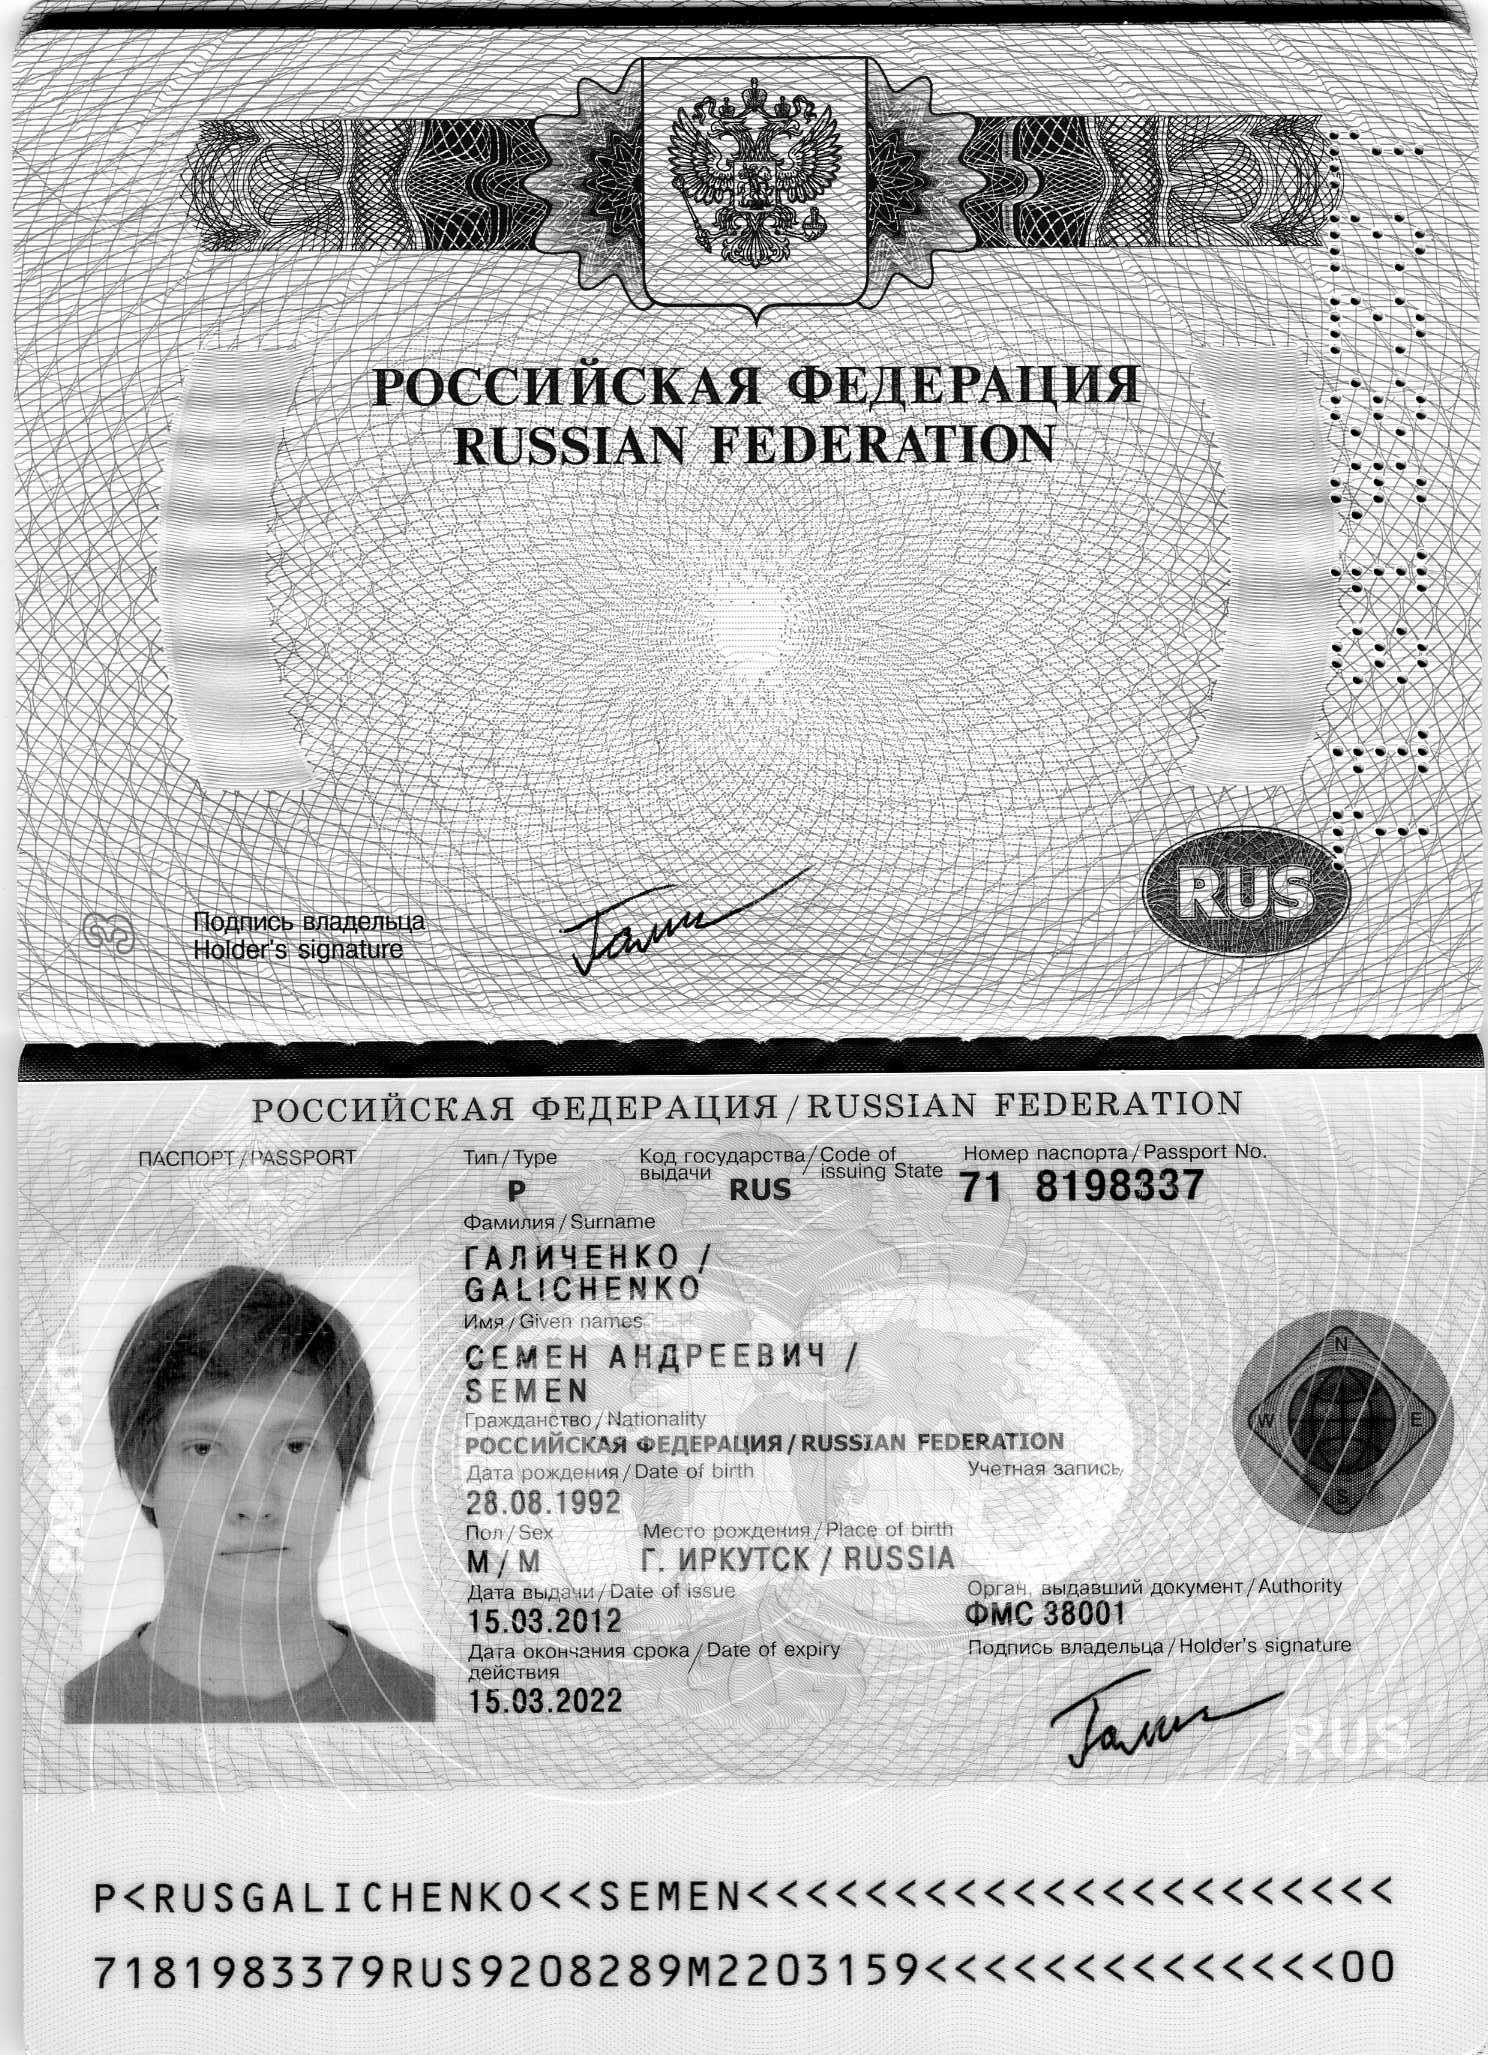 РОССИЙСКАЯ ФЕДЕРАЦИЯ
RUSSIAN FEDERATION
Подпись владельца
Holder's signature
RUS
РОССИЙСКАЯ ФЕДЕРАЦИЯ / RUSSIAN FEDERATION
ПАСПОРТ / PASSPORT
Тип / Type
Код государства / Code of
выдачи / issuing State
Номер паспорта / Passport No.
P
RUS
71 8198337
Фамилия / Surname
ГАЛИЧЕНКО /
GALICHENKO
Имя / Given names
СЕМЕН АНДРЕЕВИЧ /
SEMEN
Гражданство / Nationality
РОССИЙСКАЯ ФЕДЕРАЦИЯ / RUSSIAN FEDERATION
Дата рождения / Date of birth
Учетная запись
28.08.1992
Пол / Sex
Место рождения / Place of birth
М / M
Г. ИРКУТСК / RUSSIA
Дата выдачи / Date of issue
Орган, выдавший документ / Authority
15.03.2012
ФМС 38001
Дата окончания срока / Date of expiry
действия
Подпись владельца / Holder's signature
15.03.2022
N
W
E
S
RUS
P<RUSGALICHENKO<<SEMEN<<<<<<<<<<<<<<<<<<<<<<
7181983379RUS9208289M2203159<<<<<<<<<<<<<<00